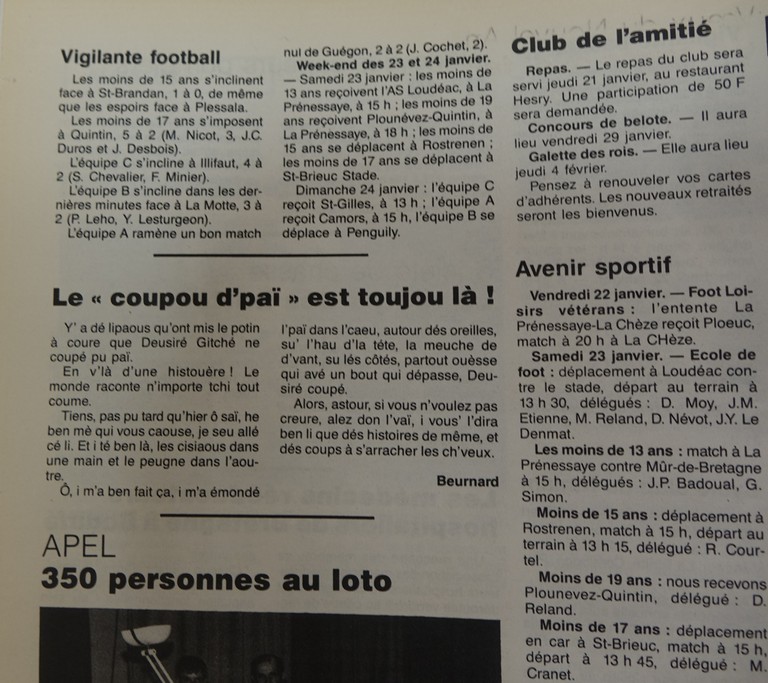 Vigilante football
Les moins de 15 ans s'inclinent
face à St-Brandan, 1 à 0, de même
que les espoirs face à Plessala.
Les moins de 17 ans s'imposent
à Quintin, 5 à 2 (M. Nicot, 3, J.C.
Duros et J. Desbois).
L'équipe C s'incline à Illifaut, 4 à
2 (S. Chevalier, F. Minier).
L'équipe B s'incline dans les der-
nières minutes face à La Motte, 3 à
2 (P. Leho, Y. Lesturgeon).
L'équipe A ramène un bon match
nul de Guégon, 2 à 2 (J. Cochet, 2).
Week-end des 23 et 24 janvier.
— Samedi 23 janvier : les moins de
13 ans reçoivent l'AS Loudéac, à La
Prénessaye, à 15 h ; les moins de 19
ans reçoivent Plounévez-Quintin, à
La Prénessaye, à 18 h ; les moins de
15 ans se déplacent à Rostrenen ;
les moins de 17 ans se déplacent à
St-Brieuc Stade.
Dimanche 24 janvier : l'équipe C
reçoit St-Gilles, à 13 h ; l'équipe A
reçoit Camors, à 15 h, l'équipe B se
déplace à Penguily.
Le « coupou d'paï » est toujou là !
Y' a dé lipaous qu'ont mis le potin
à coure que Deusiré Gitché ne
coupé pu paï.
En v'là d'une histouère ! Le
monde raconte n'importe tchi tout
coume.
Tiens, pas pu tard qu'hier ô saï, he
ben mè qui vous caouse, je seu allé
cé li. Et i té ben là, les cisiaous dans
une main et le peugne dans l'aou-
tre.
Ô, i m'a ben fait ça, i m'a émondé
l'paï dans l'caeu, autour dés oreilles,
su' l'hau d'la téte, la meuche de
d'vant, su lés côtés, partout ouèsse
qui avé un bout qui dépasse, Deu-
siré coupé.
Alors, astour, si vous n'voulez pas
creure, alez don l'vaï, i vous' l'dira
ben li que dés histoires de même, et
dés coups à s'arracher les ch'veux.
Beurnard
APEL
350 personnes au loto
Club de l'amitié
Repas. — Le repas du club sera
servi jeudi 21 janvier, au restaurant
Hesry. Une participation de 50 F
sera demandée.
Concours de belote. — Il aura
lieu vendredi 29 janvier.
Galette des rois. — Elle aura lieu
jeudi 4 février.
Pensez à renouveler vos cartes
d'adhérents. Les nouveaux retraités
seront les bienvenus.
Avenir sportif
Vendredi 22 janvier. — Foot Loi-
sirs vétérans : l'entente La
Prénessaye-La Chèze reçoit Ploeuc,
match à 20 h à La CHèze.
Samedi 23 janvier. — Ecole de
foot : déplacement à Loudéac con-
tre le stade, départ au terrain à
13 h 30, délégués : D. Moy, J.M.
Etienne, M. Reland, D. Névot, J.Y. Le
Denmat.
Les moins de 13 ans : match à La
Prénessaye contre Mûr-de-Bretagne
à 15 h, délégués : J.P. Badoual, G.
Simon.
Moins de 15 ans : déplacement à
Rostrenen, match à 15 h, départ au
terrain à 13 h 15, délégué : R. Cour-
tel.
Moins de 19 ans : nous recevons
Plounevez-Quintin, délégué : D.
Reland.
Moins de 17 ans : déplacement
en car à St-Brieuc, match à 15 h,
départ à 13 h 45, délégué : M.
Cranet.